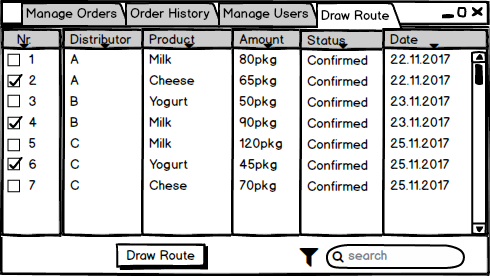 Manage Orders Order History Manage Users Draw Route
Nr Distributor Product Amount Status Date
1 A Milk 80pkg Confirmed 22.11.2017
2 A Cheese 65pkg Confirmed 22.11.2017
3 B Yogurt 50pkg Confirmed 23.11.2017
4 B Milk 90pkg Confirmed 23.11.2017
5 C Milk 120pkg Confirmed 25.11.2017
6 C Yogurt 45pkg Confirmed 25.11.2017
7 C Chese 70pkg Confirmed 25.11.2017
Draw Route search